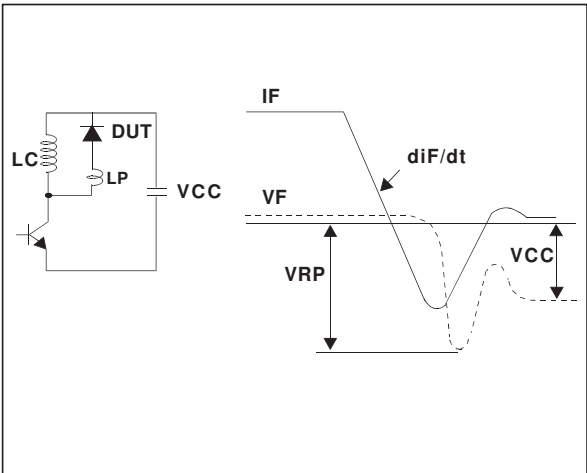 DUT
LC
LP
VCC
IF
diF/dt
VF
VRP
VCC